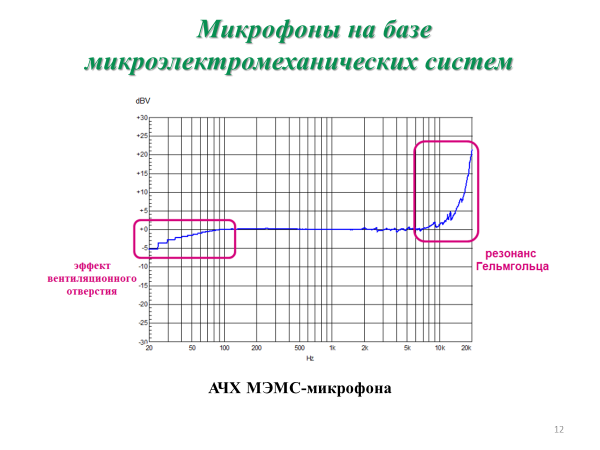 Микрофоны на базе
микроэлектромеханических систем
dBV
+30
+25
+20
+15
+10
+5
+0
-5
-10
-15
-20
-25
-30
20 50 100 200 500 1k 2k 5k 10k 20k
Hz
эффект
вентиляционного
отверстия
резонанс
Гельмгольца
АЧХ МЭМС-микрофона
12